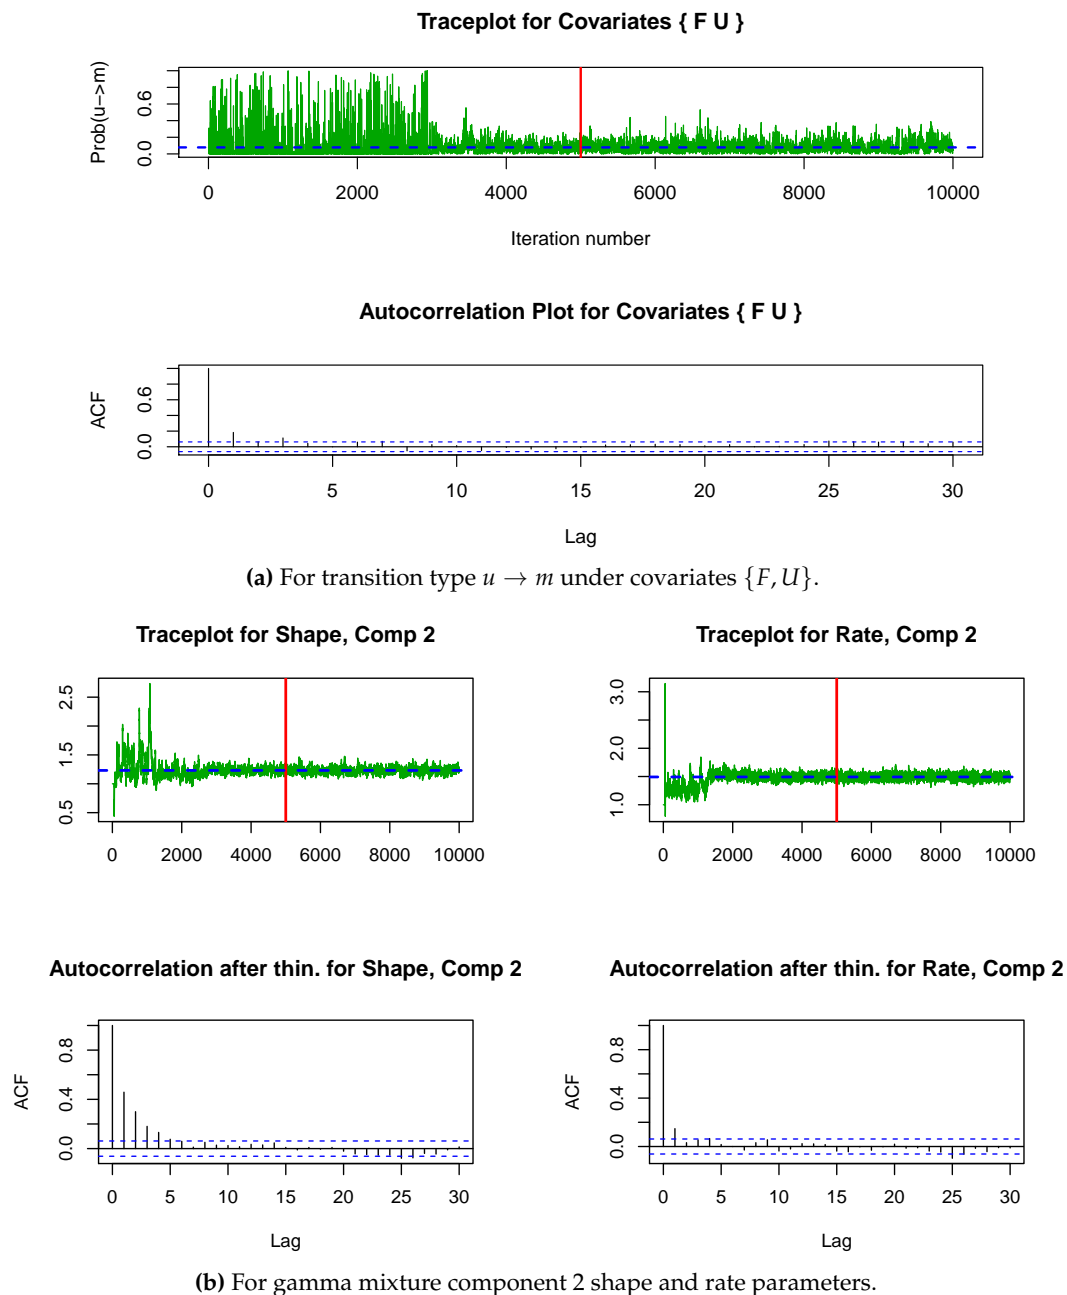 Traceplot for Covariates { F U }
Prob(u->m)
0.0 0.6
0 2000 4000 6000 8000 10000
Iteration number
Autocorrelation Plot for Covariates { F U }
ACF
0.0 0.6
0 5 10 15 20 25 30
Lag
(a) For transition type u → m under covariates {F, U}.
Traceplot for Shape, Comp 2
0.5 1.5 2.5
0 2000 4000 6000 8000 10000
Traceplot for Rate, Comp 2
1.0 2.0 3.0
0 2000 4000 6000 8000 10000
Autocorrelation after thin. for Shape, Comp 2
ACF
0.0 0.4 0.8
0 5 10 15 20 25 30
Lag
Autocorrelation after thin. for Rate, Comp 2
ACF
0.0 0.4 0.8
0 5 10 15 20 25 30
Lag
(b) For gamma mixture component 2 shape and rate parameters.